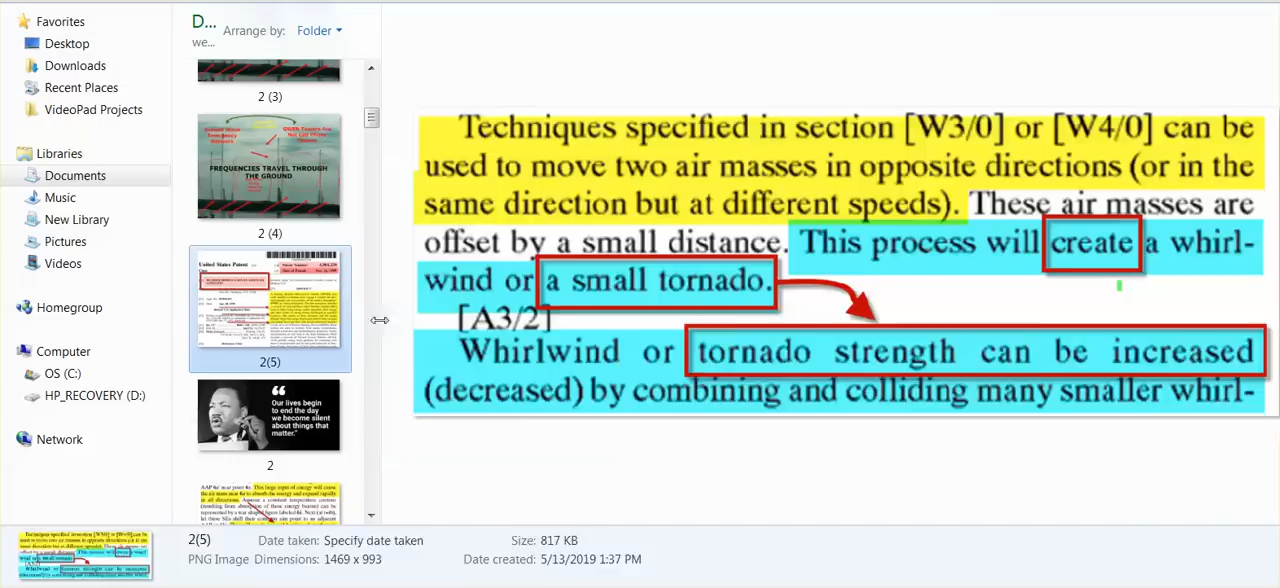 Favorites
Desktop
Downloads
Recent Places
VideoPad Projects
Libraries
Documents
Music
New Library
Pictures
Videos
Homegroup
Computer
OS (C:)
HP_RECOVERY (D:)
Network
D...
we...
Arrange by: Folder
2 (3)
FREQUENCIES TRAVEL THROUGH
THE GROUND
2 (4)
United States Patent
2(5)
Our lives begin
to end the day
we become silent
about things that
matter."
2
Techniques specified in section [W3/0] or [W4/0] can be
used to move two air masses in opposite directions (or in the
same direction but at different speeds). These air masses are
offset by a small distance. This process will create a whirl-
wind or a small tornado.
[A3/2]
Whirlwind or tornado strength can be increased
(decreased) by combining and colliding many smaller whirl-
2(5)
Date taken: Specify date taken
Size: 817 KB
PNG Image
Dimensions: 1469 x 993
Date created: 5/13/2019 1:37 PM